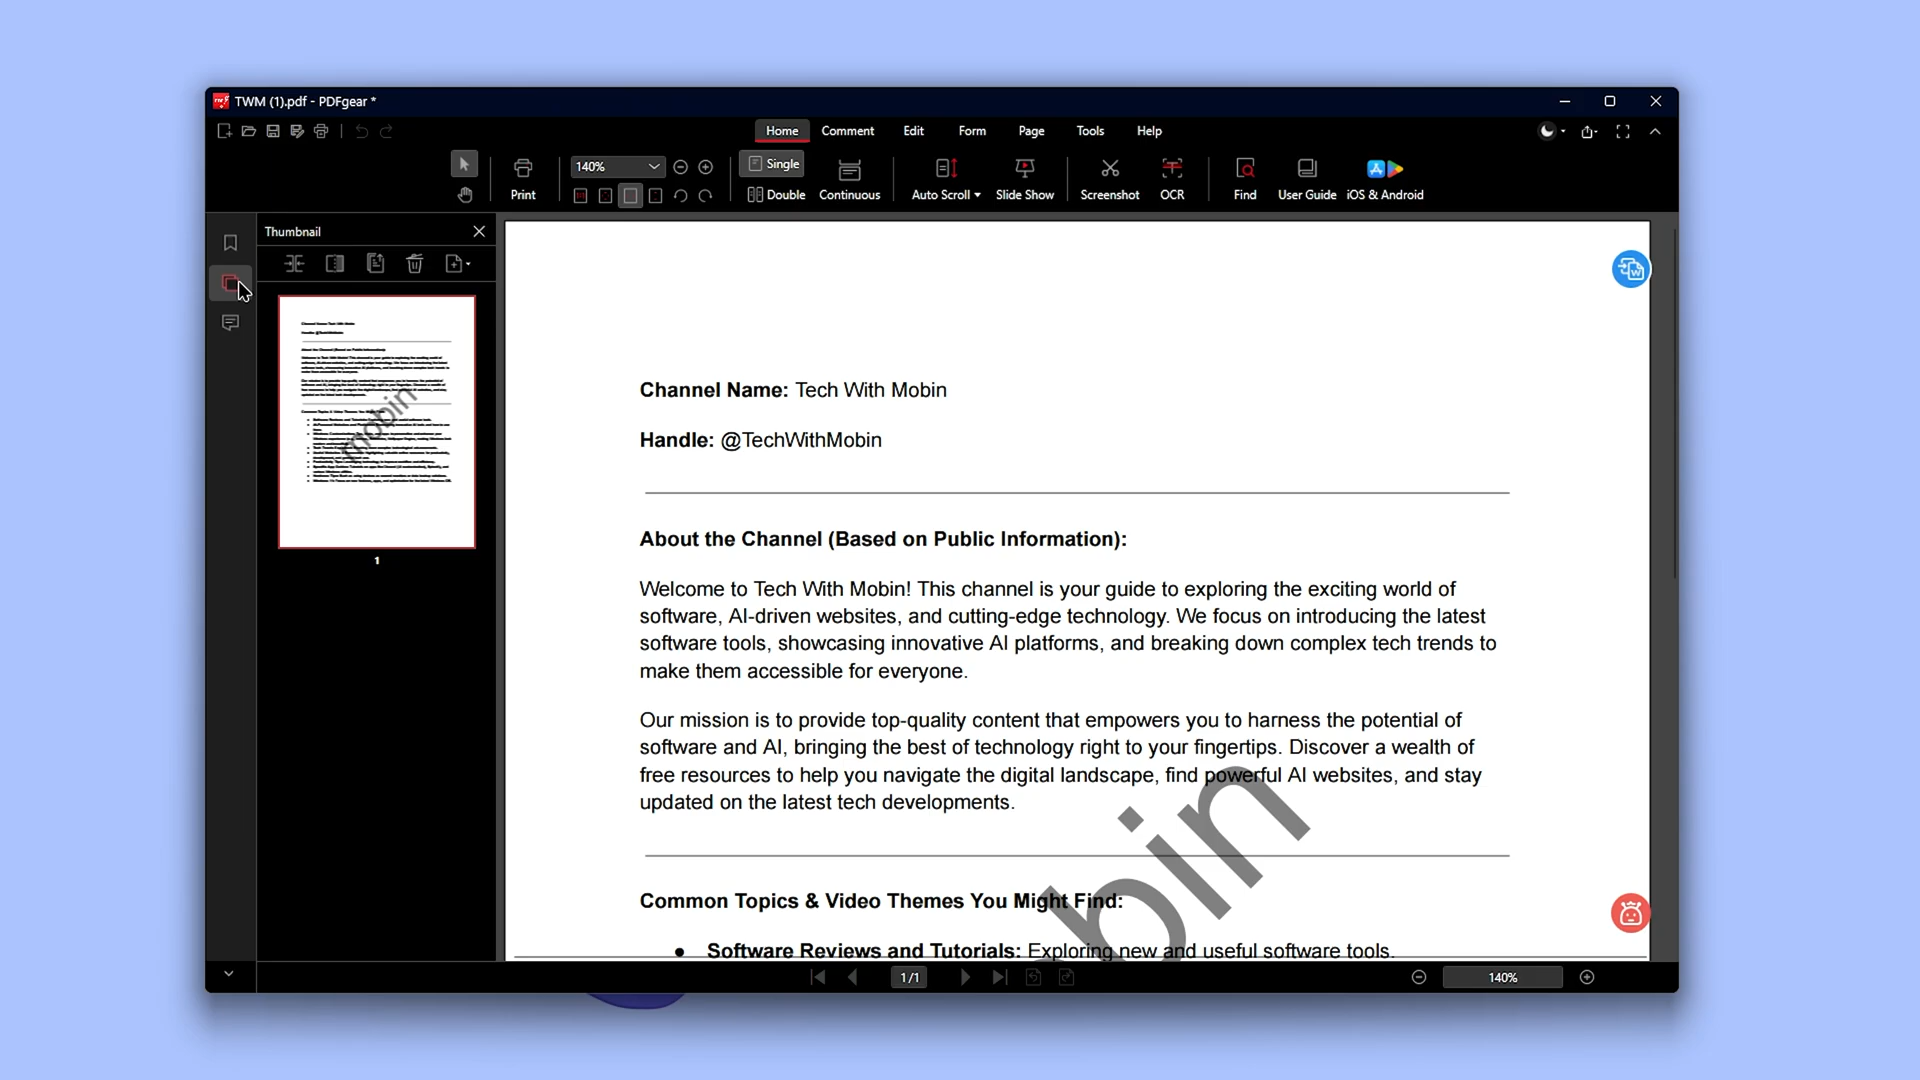 TWM (1).pdf - PDFgear *
Home Comment Edit Form Page Tools Help
140%
Single
Print Double Continuous Auto Scroll Slide Show Screenshot OCR Find User Guide iOS & Android
Thumbnail
mobin
1
Channel Name: Tech With Mobin
Handle: @TechWithMobin
About the Channel (Based on Public Information):
Welcome to Tech With Mobin! This channel is your guide to exploring the exciting world of
software, AI-driven websites, and cutting-edge technology. We focus on introducing the latest
software tools, showcasing innovative AI platforms, and breaking down complex tech trends to
make them accessible for everyone.
Our mission is to provide top-quality content that empowers you to harness the potential of
software and AI, bringing the best of technology right to your fingertips. Discover a wealth of
free resources to help you navigate the digital landscape, find powerful AI websites, and stay
updated on the latest tech developments.
Common Topics & Video Themes You Might Find:
● Software Reviews and Tutorials: Exploring new and useful software tools.
bin
1/1
140%